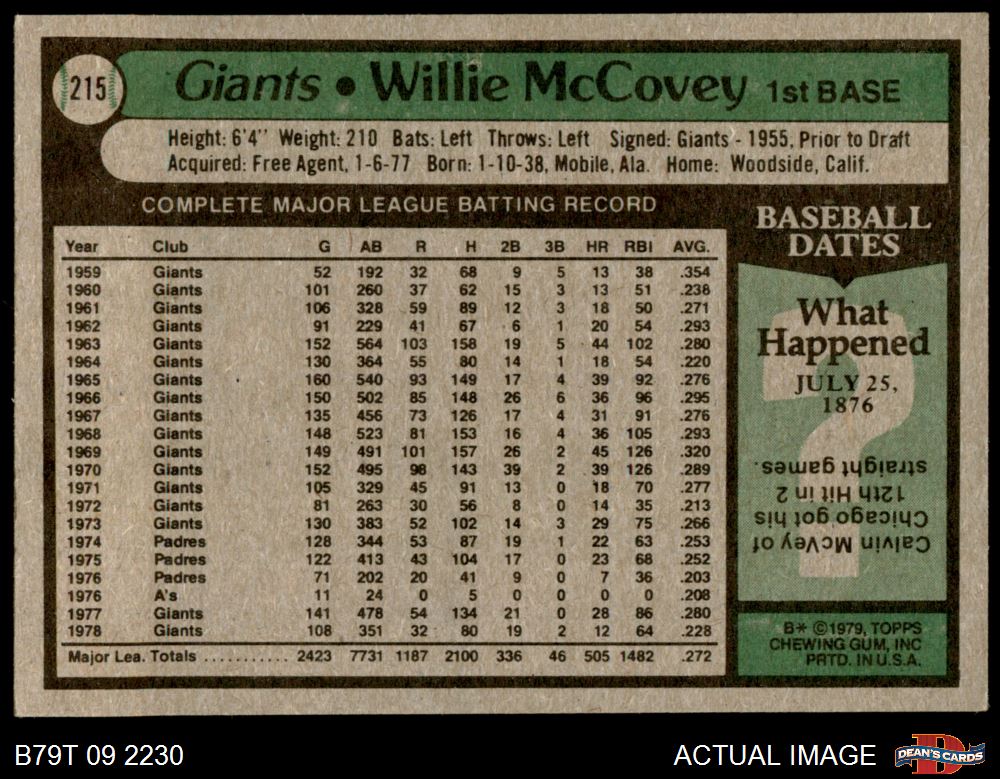 215
Giants • Willie McCovey 1st BASE
Height: 6'4" Weight: 210 Bats: Left Throws: Left Signed: Giants - 1955, Prior to Draft
Acquired: Free Agent, 1-6-77 Born: 1-10-38, Mobile, Ala. Home: Woodside, Calif.
COMPLETE MAJOR LEAGUE BATTING RECORD
Year Club G AB R H 2B 3B HR RBI AVG.
1959 Giants 52 192 32 68 9 5 13 38 .354
1960 Giants 101 260 37 62 15 3 13 51 .238
1961 Giants 106 328 59 89 12 3 18 50 .271
1962 Giants 91 229 41 67 6 1 20 54 .293
1963 Giants 152 564 103 158 19 5 44 102 .280
1964 Giants 130 364 55 80 14 1 18 54 .220
1965 Giants 160 540 93 149 17 4 39 92 .276
1966 Giants 150 502 85 148 26 6 36 96 .295
1967 Giants 135 456 73 126 17 4 31 91 .276
1968 Giants 148 523 81 153 16 4 36 105 .293
1969 Giants 149 491 101 157 26 2 45 126 .320
1970 Giants 152 495 98 143 39 2 39 126 .289
1971 Giants 105 329 45 91 13 0 18 70 .277
1972 Giants 81 263 30 56 8 0 14 35 .213
1973 Giants 130 383 52 102 14 3 29 75 .266
1974 Padres 128 344 53 87 19 1 22 63 .253
1975 Padres 122 413 43 104 17 0 23 68 .252
1976 Padres 71 202 20 41 9 0 7 36 .203
1976 A's 11 24 0 5 0 0 0 0 .208
1977 Giants 141 478 54 134 21 0 28 86 .280
1978 Giants 108 351 32 80 19 2 12 64 .228
Major Lea. Totals ........... 2423 7731 1187 2100 336 46 505 1482 .272
BASEBALL
DATES
What
Happened
JULY 25,
1876
?
Calvin McVey of
Chicago got his
12th Hit in 2
straight games.
B* ©1979, TOPPS
CHEWING GUM, INC
PRTD. IN U.S.A.
B79T 09 2230
ACTUAL IMAGE
D
DEAN'S CARDS